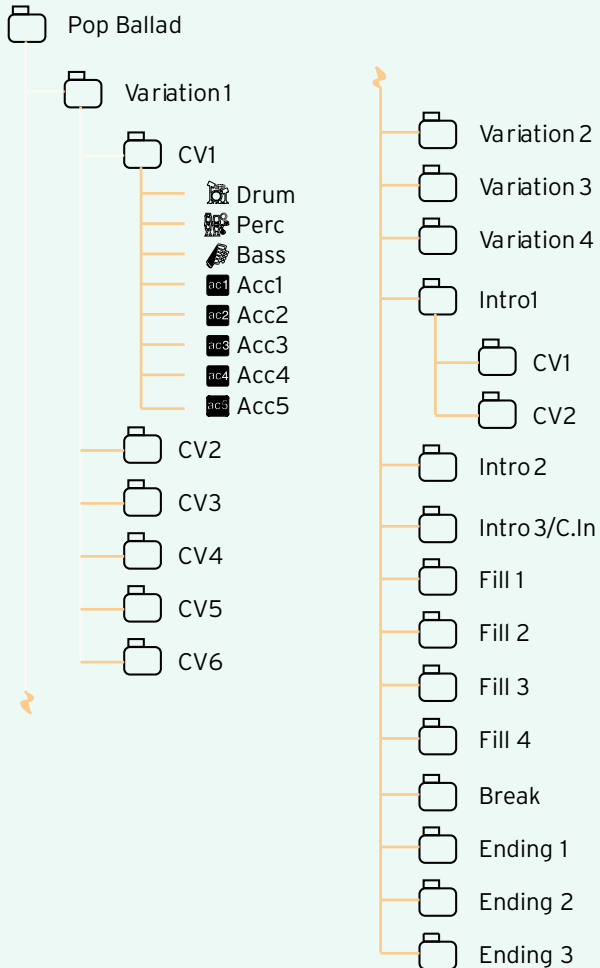 Pop Ballad
Variation 1
CV1
Drum
Perc
Bass
ac1 Acc1
ac2 Acc2
ac3 Acc3
ac4 Acc4
ac5 Acc5
CV2
CV3
CV4
CV5
CV6
Variation 2
Variation 3
Variation 4
Intro1
CV1
CV2
Intro 2
Intro 3/C.In
Fill 1
Fill 2
Fill 3
Fill 4
Break
Ending 1
Ending 2
Ending 3